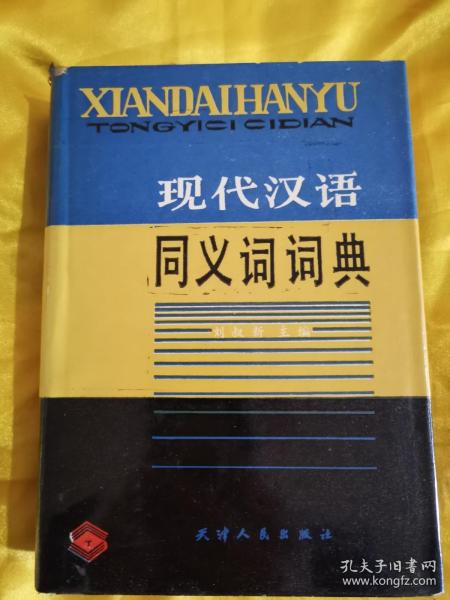 XIANDAIHANYU
TONGYICI CIDIAN
现代汉语
同义词词典
刘叔新 主编
天津人民出版社
孔夫子旧书网
www.kongfz.com